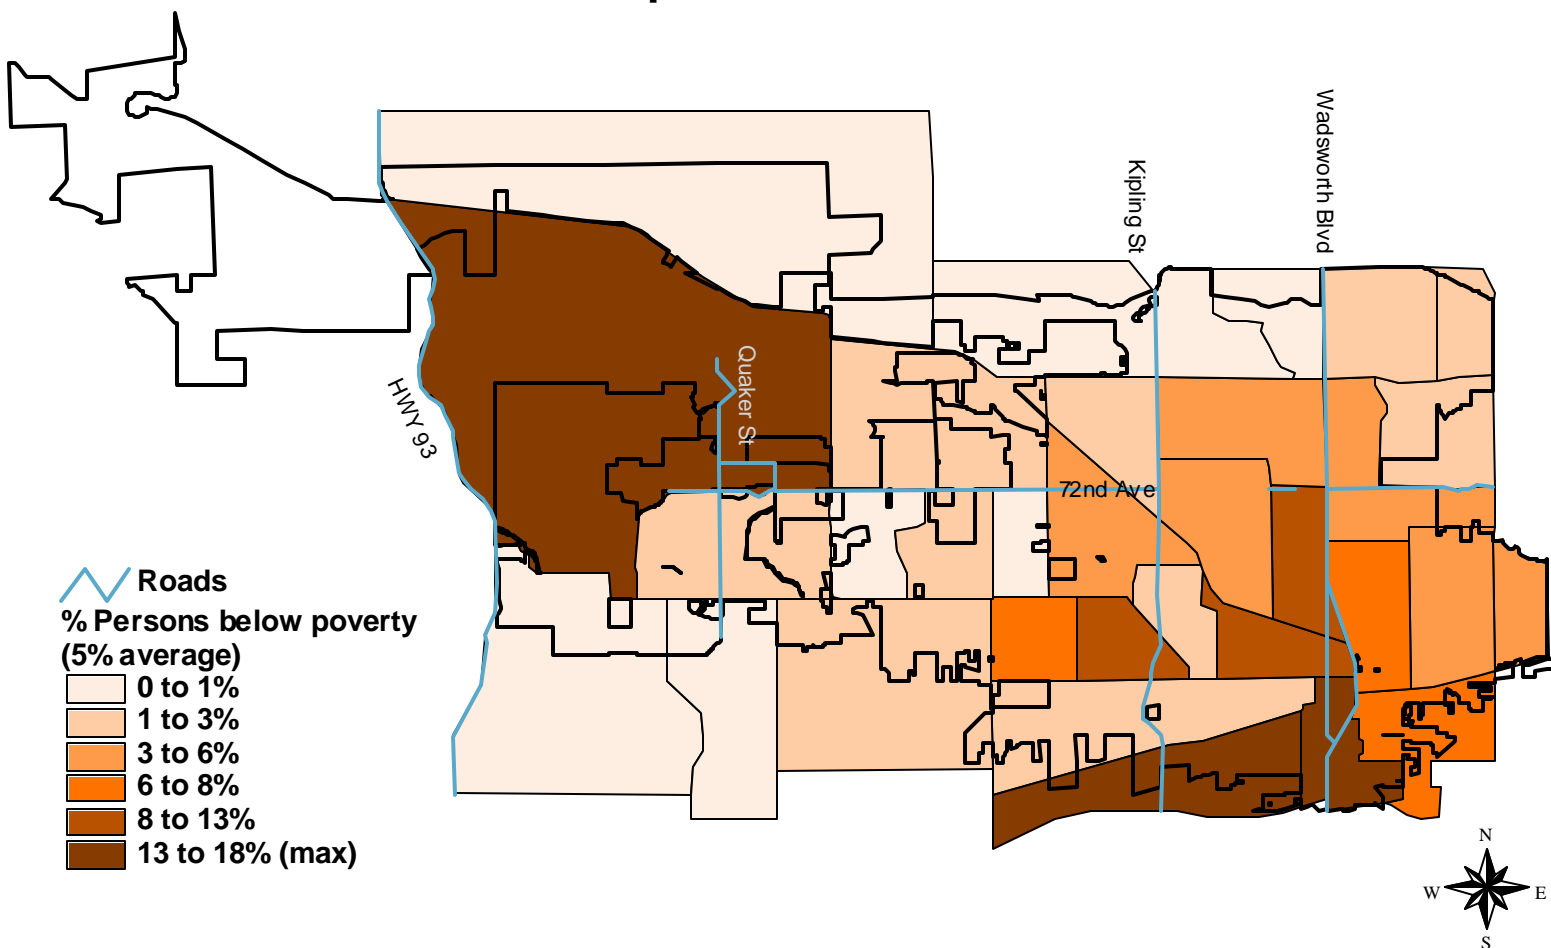 Wadsworth Blvd
Kipling St
Quaker St
HWY 93
72nd Ave
Roads
% Persons below poverty
(5% average)
0 to 1%
1 to 3%
3 to 6%
6 to 8%
8 to 13%
13 to 18% (max)
N
W
E
S